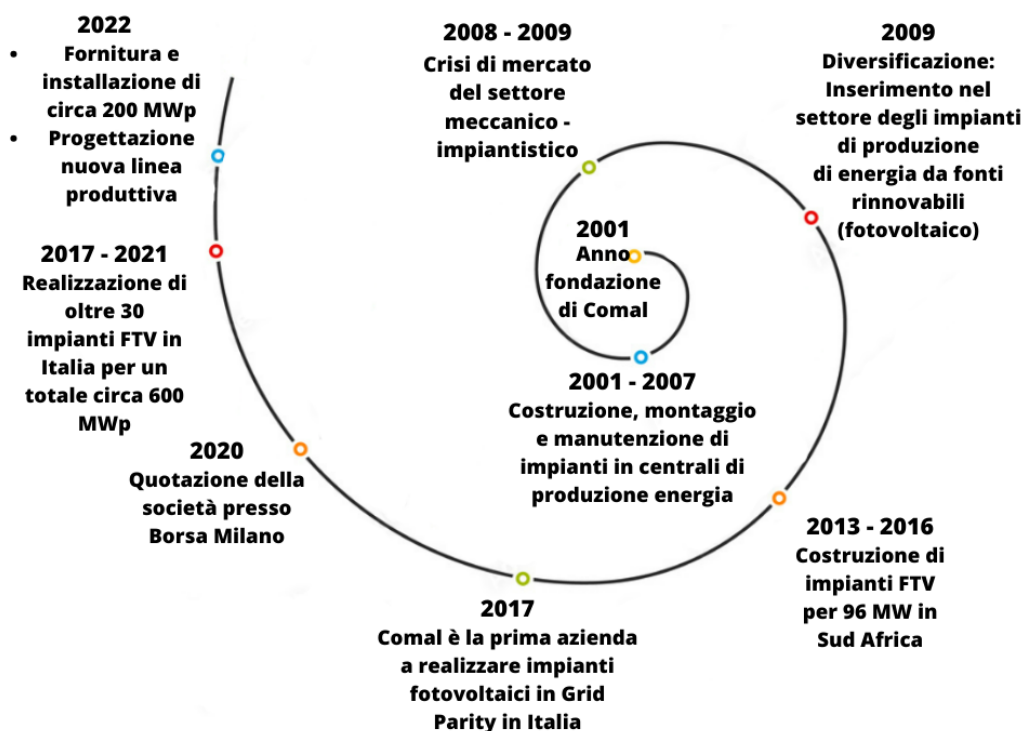 2022
• Fornitura e
installazione di
circa 200 MWp
• Progettazione
nuova linea
produttiva
2017 - 2021
Realizzazione di
oltre 30
impianti FTV in
Italia per un
totale circa 600
MWp
2020
Quotazione della
società presso
Borsa Milano
2017
Comal è la prima azienda
a realizzare impianti
fotovoltaici in Grid
Parity in Italia
2013 - 2016
Costruzione di
impianti FTV
per 96 MW in
Sud Africa
2009
Diversificazione:
Inserimento nel
settore degli impianti
di produzione
di energia da fonti
rinnovabili
(fotovoltaico)
2008 - 2009
Crisi di mercato
del settore
meccanico -
impiantistico
2001
Anno
fondazione
di Comal
2001 - 2007
Costruzione, montaggio
e manutenzione di
impianti in centrali di
produzione energia